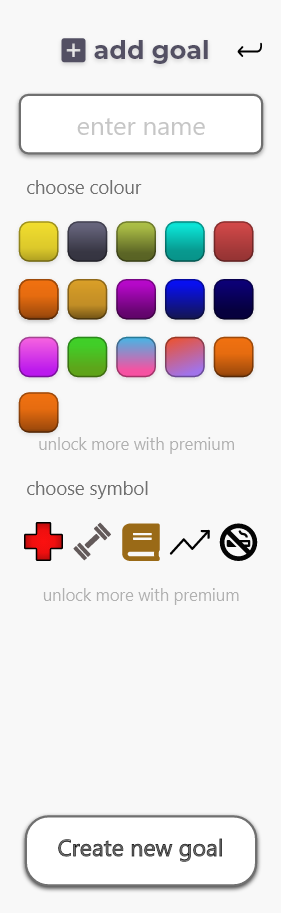 add goal
enter name
choose colour
unlock more with premium
choose symbol
unlock more with premium
Create new goal